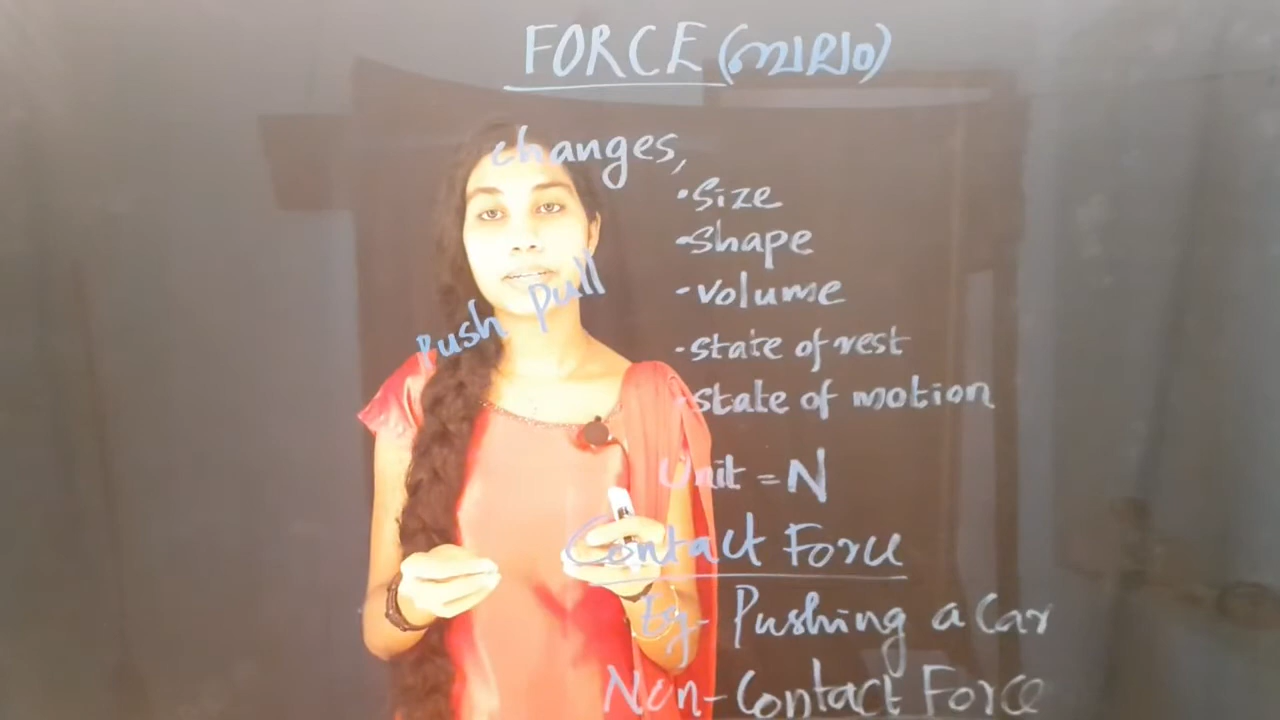 FORCE (ബലം)
changes,
• Size
- Shape
- volume
Push Pull
- state of rest
• state of motion
Unit = N
Contact Force
Eg- Pushing a Car
Non-Contact Force